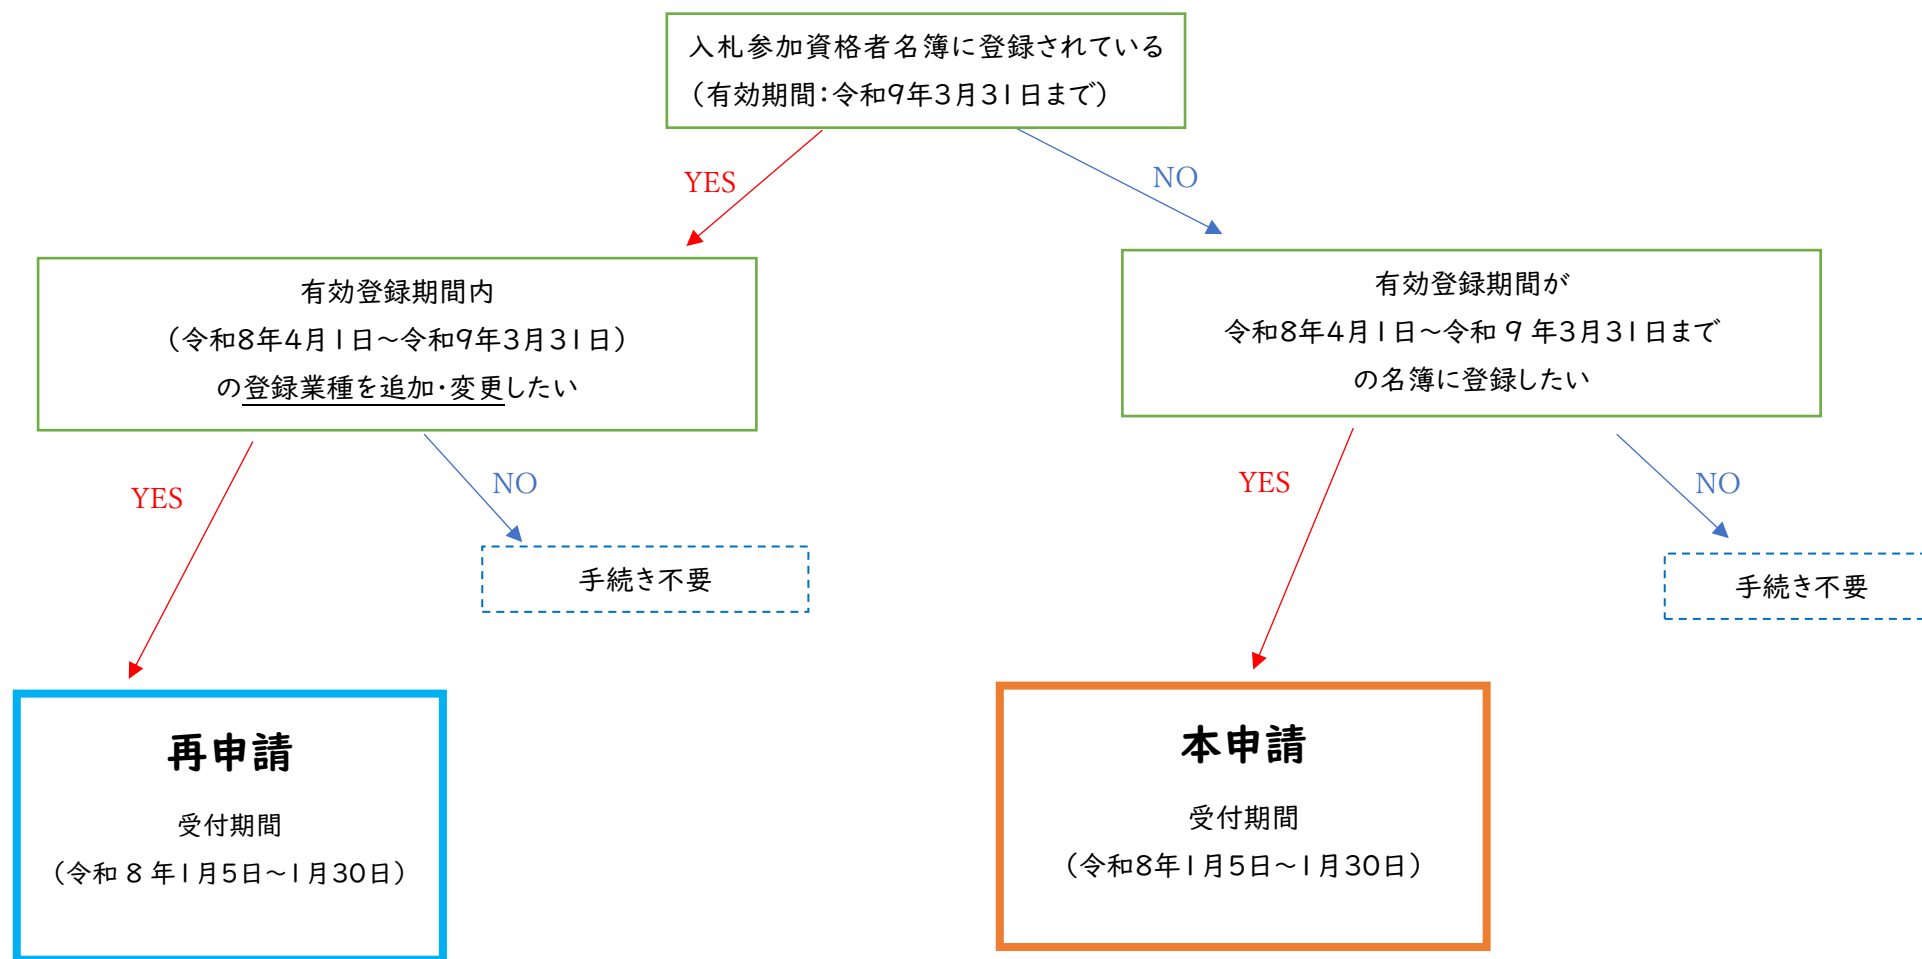 入札参加資格者名簿に登録されている
（有効期間：令和9年3月31日まで）
YES
NO
有効登録期間内
（令和8年4月1日～令和9年3月31日）
の登録業種を追加・変更したい
有効登録期間が
令和8年4月1日～令和 9 年3月31日まで
の名簿に登録したい
YES
NO
YES
NO
手続き不要
手続き不要
再申請
受付期間
（令和 8 年1月5日～1月30日）
本申請
受付期間
（令和8年1月5日～1月30日）